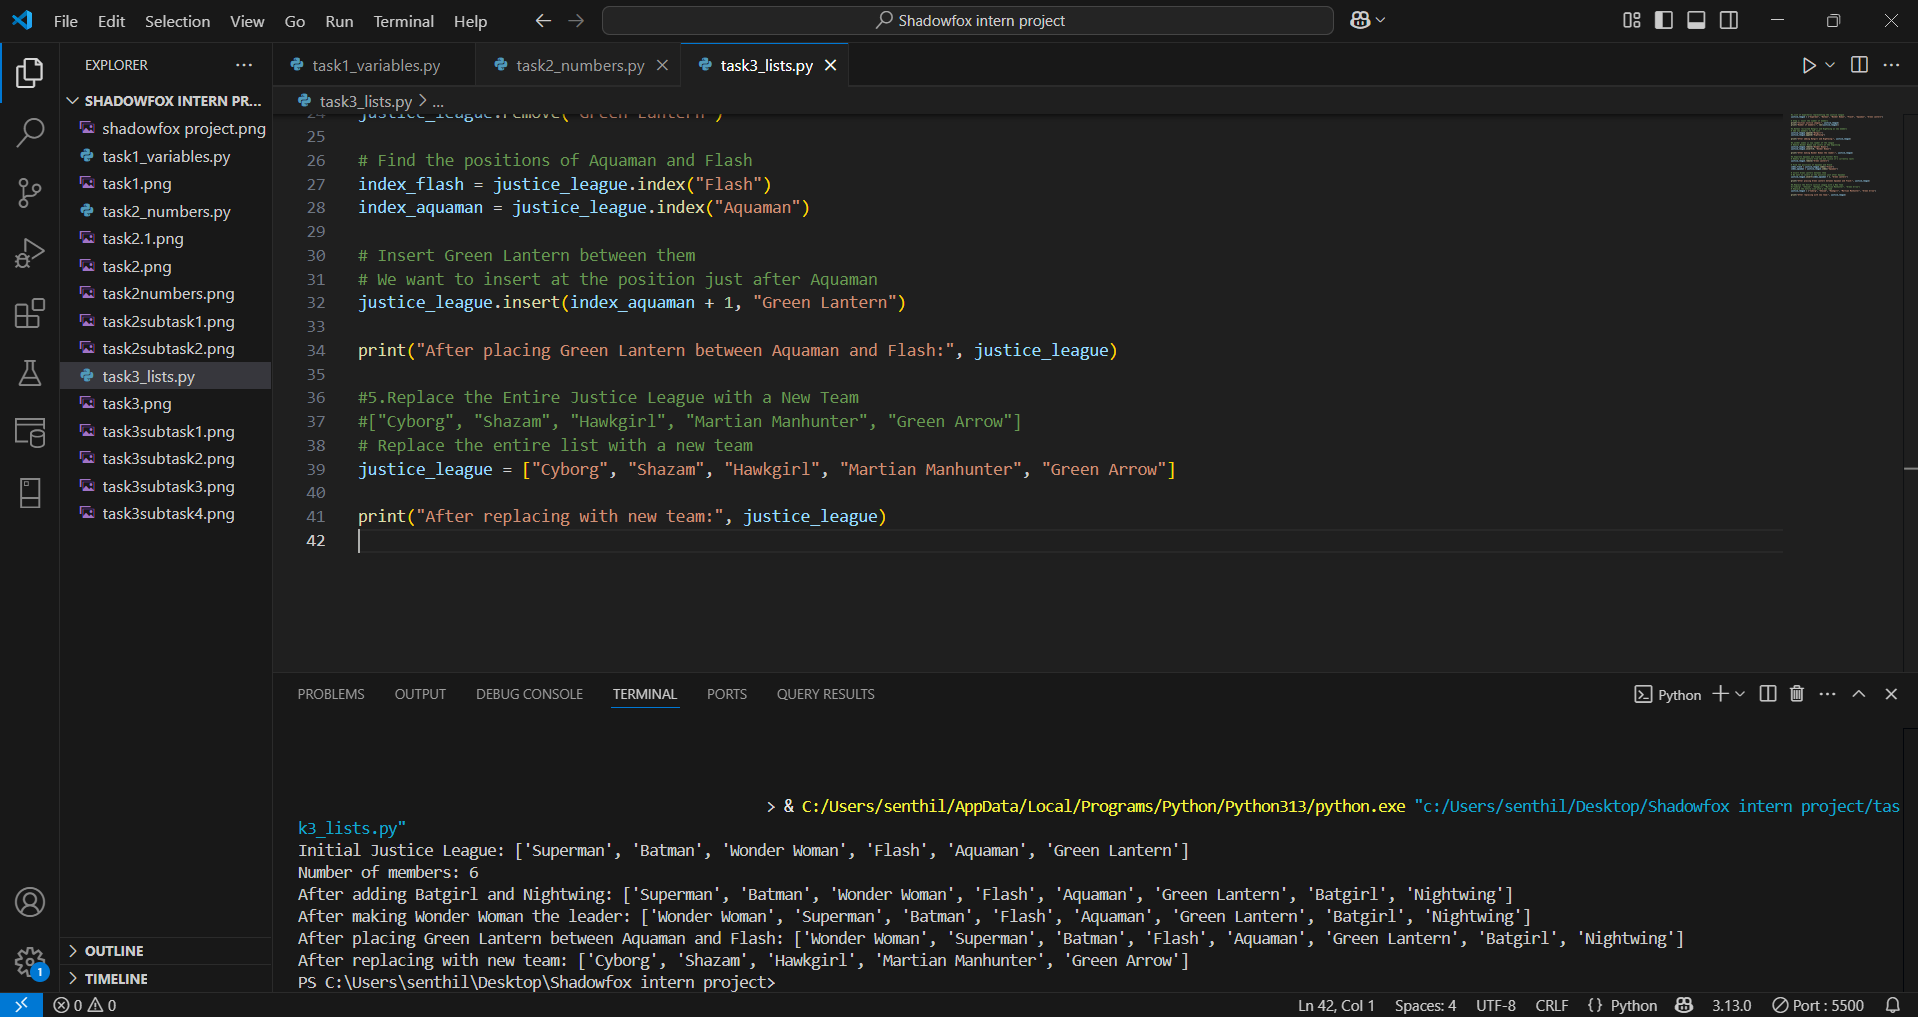 File Edit Selection View Go Run Terminal Help
Shadowfox intern project
EXPLORER
SHADOWFOX INTERN PR...
shadowfox project.png
task1_variables.py
task1.png
task2_numbers.py
task2.1.png
task2.png
task2numbers.png
task2subtask1.png
task2subtask2.png
task3_lists.py
task3.png
task3subtask1.png
task3subtask2.png
task3subtask3.png
task3subtask4.png
OUTLINE
TIMELINE
task1_variables.py task2_numbers.py task3_lists.py
task3_lists.py > ...
24 justice_league.remove("Green Lantern")
25
26 # Find the positions of Aquaman and Flash
27 index_flash = justice_league.index("Flash")
28 index_aquaman = justice_league.index("Aquaman")
29
30 # Insert Green Lantern between them
31 # We want to insert at the position just after Aquaman
32 justice_league.insert(index_aquaman + 1, "Green Lantern")
33
34 print("After placing Green Lantern between Aquaman and Flash:", justice_league)
35
36 #5.Replace the Entire Justice League with a New Team
37 #["Cyborg", "Shazam", "Hawkgirl", "Martian Manhunter", "Green Arrow"]
38 # Replace the entire list with a new team
39 justice_league = ["Cyborg", "Shazam", "Hawkgirl", "Martian Manhunter", "Green Arrow"]
40
41 print("After replacing with new team:", justice_league)
42
PROBLEMS OUTPUT DEBUG CONSOLE TERMINAL PORTS QUERY RESULTS
Python
> & C:/Users/senthil/AppData/Local/Programs/Python/Python313/python.exe "c:/Users/senthil/Desktop/Shadowfox intern project/tas
k3_lists.py"
Initial Justice League: ['Superman', 'Batman', 'Wonder Woman', 'Flash', 'Aquaman', 'Green Lantern']
Number of members: 6
After adding Batgirl and Nightwing: ['Superman', 'Batman', 'Wonder Woman', 'Flash', 'Aquaman', 'Green Lantern', 'Batgirl', 'Nightwing']
After making Wonder Woman the leader: ['Wonder Woman', 'Superman', 'Batman', 'Flash', 'Aquaman', 'Green Lantern', 'Batgirl', 'Nightwing']
After placing Green Lantern between Aquaman and Flash: ['Wonder Woman', 'Superman', 'Batman', 'Flash', 'Aquaman', 'Green Lantern', 'Batgirl', 'Nightwing']
After replacing with new team: ['Cyborg', 'Shazam', 'Hawkgirl', 'Martian Manhunter', 'Green Arrow']
PS C:\Users\senthil\Desktop\Shadowfox intern project>
1
0 0 Ln 42, Col 1 Spaces: 4 UTF-8 CRLF {} Python 3.13.0 Port : 5500